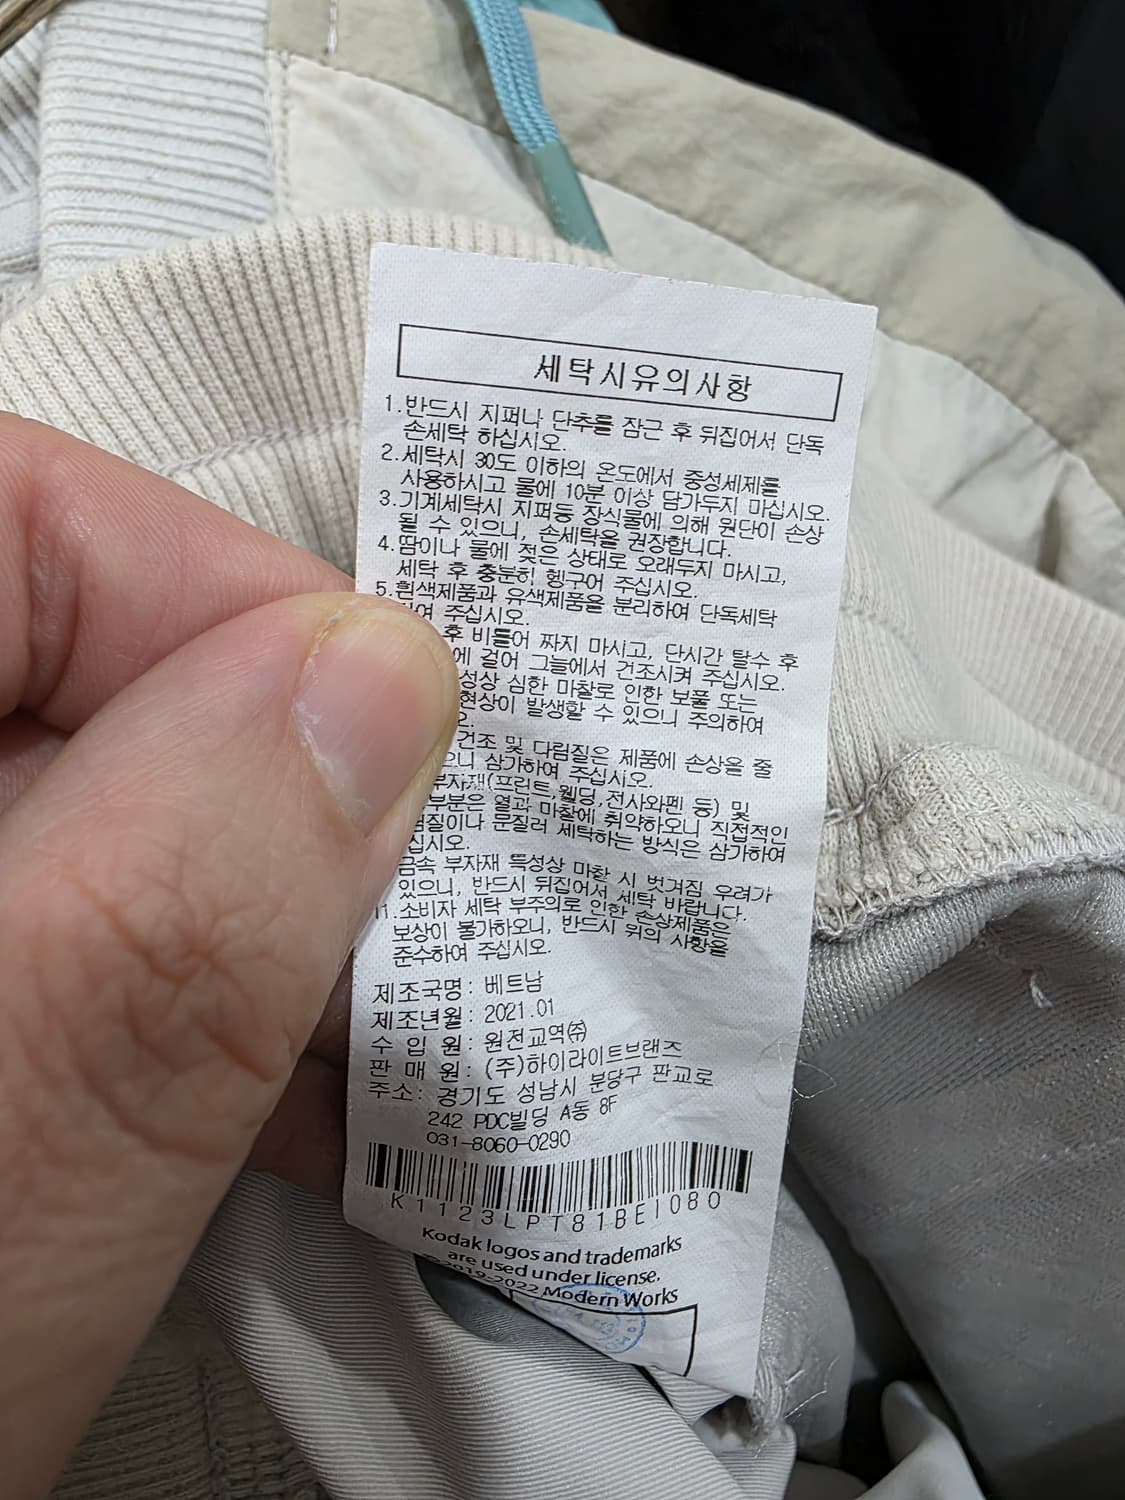 세탁시유의사항
1.반드시 지퍼나 단추를 잠근 후 뒤집어서 단독
손세탁 하십시오.
2.세탁시 30도 이하의 온도에서 중성세제를
사용하시고 물에 10분 이상 담가두지 마십시오.
3.기계세탁시 지퍼등 장식물에 의해 원단이 손상
될 수 있으니, 손세탁을 권장합니다.
4.땀이나 물에 젖은 상태로 오래두지 마시고,
세탁 후 충분히 헹구어 주십시오.
5.흰색제품과 유색제품을 분리하여 단독세탁
주십시오.
후 비틀어 짜지 마시고, 단시간 탈수 후
에 걸어 그늘에서 건조시켜 주십시오.
성상 심한 마찰로 인한 보풀 또는
현상이 발생할 수 있으니 주의하여
건조 및 다림질은 제품에 손상을 줄
으니 삼가하여 주십시오.
부자재(프린트 웰딩,전사와펜 등) 및
부분은 열과 마찰에 취약하오니 직접적인
림질이나 문질러 세탁하는 방식은 삼가하여
십시오.
금속 부자재 특성상 마찰 시 벗겨짐 우려가
있으니, 반드시 뒤집어서 세탁 바랍니다.
11.소비자 세탁 부주의로 인한 손상제품은
보상이 불가하오니, 반드시 위의 사항을
준수하여 주십시오.
제조국명: 베트남
제조년월: 2021.01
수 입 원: 원전교역㈜
판 매 원: (주)하이라이트브랜즈
주소: 경기도 성남시 분당구 판교로
242 PDC빌딩 A동 8F
031-8060-0290
K1123LPT81BEI080
Kodak logos and trademarks
are used under license.
2019-2022 Modern Works